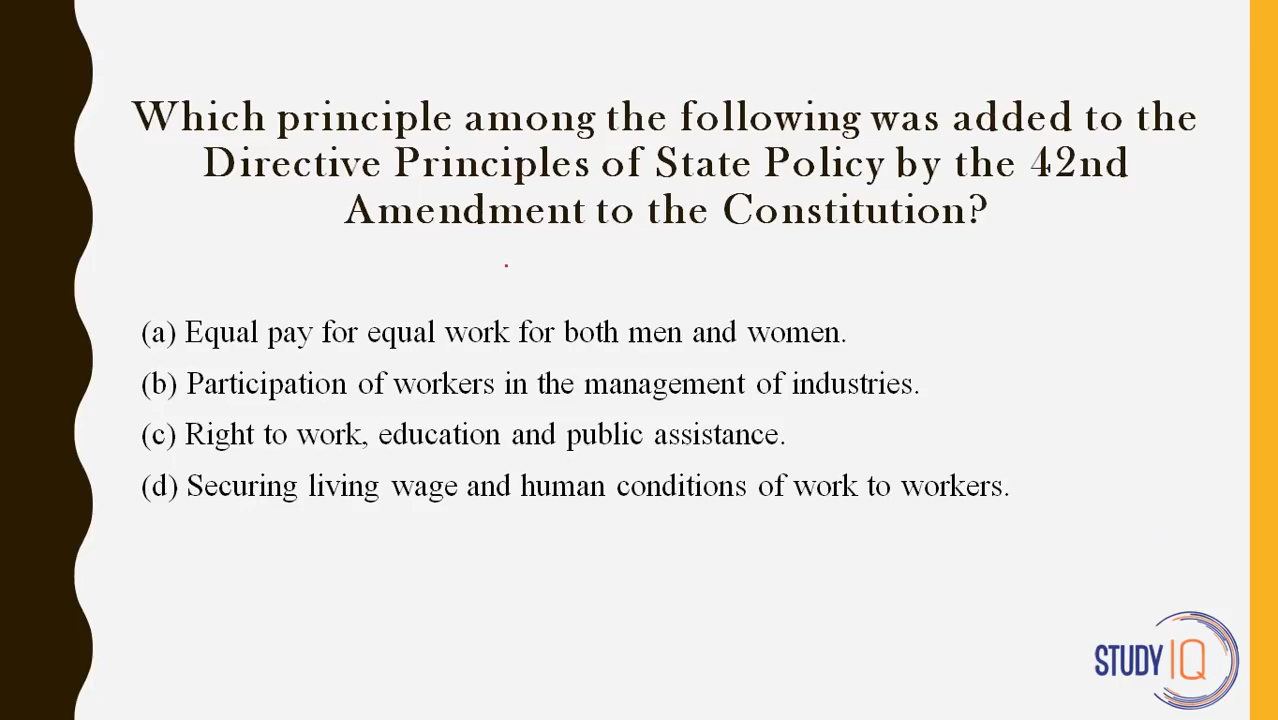 Which principle among the following was added to the
Directive Principles of State Policy by the 42nd
Amendment to the Constitution?
(a) Equal pay for equal work for both men and women.
(b) Participation of workers in the management of industries.
(c) Right to work, education and public assistance.
(d) Securing living wage and human conditions of work to workers.
STUDY IQ